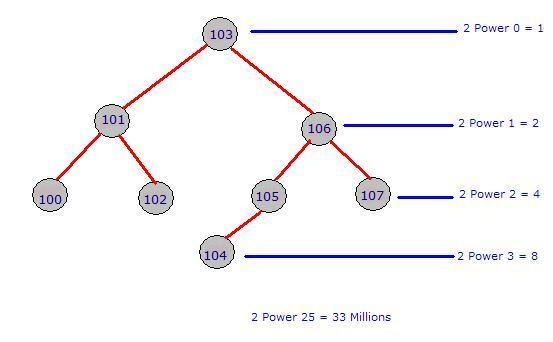 103
2 Power 0 = 1
101
106
2 Power 1 = 2
100
102
105
107
2 Power 2 = 4
104
2 Power 3 = 8
2 Power 25 = 33 Millions